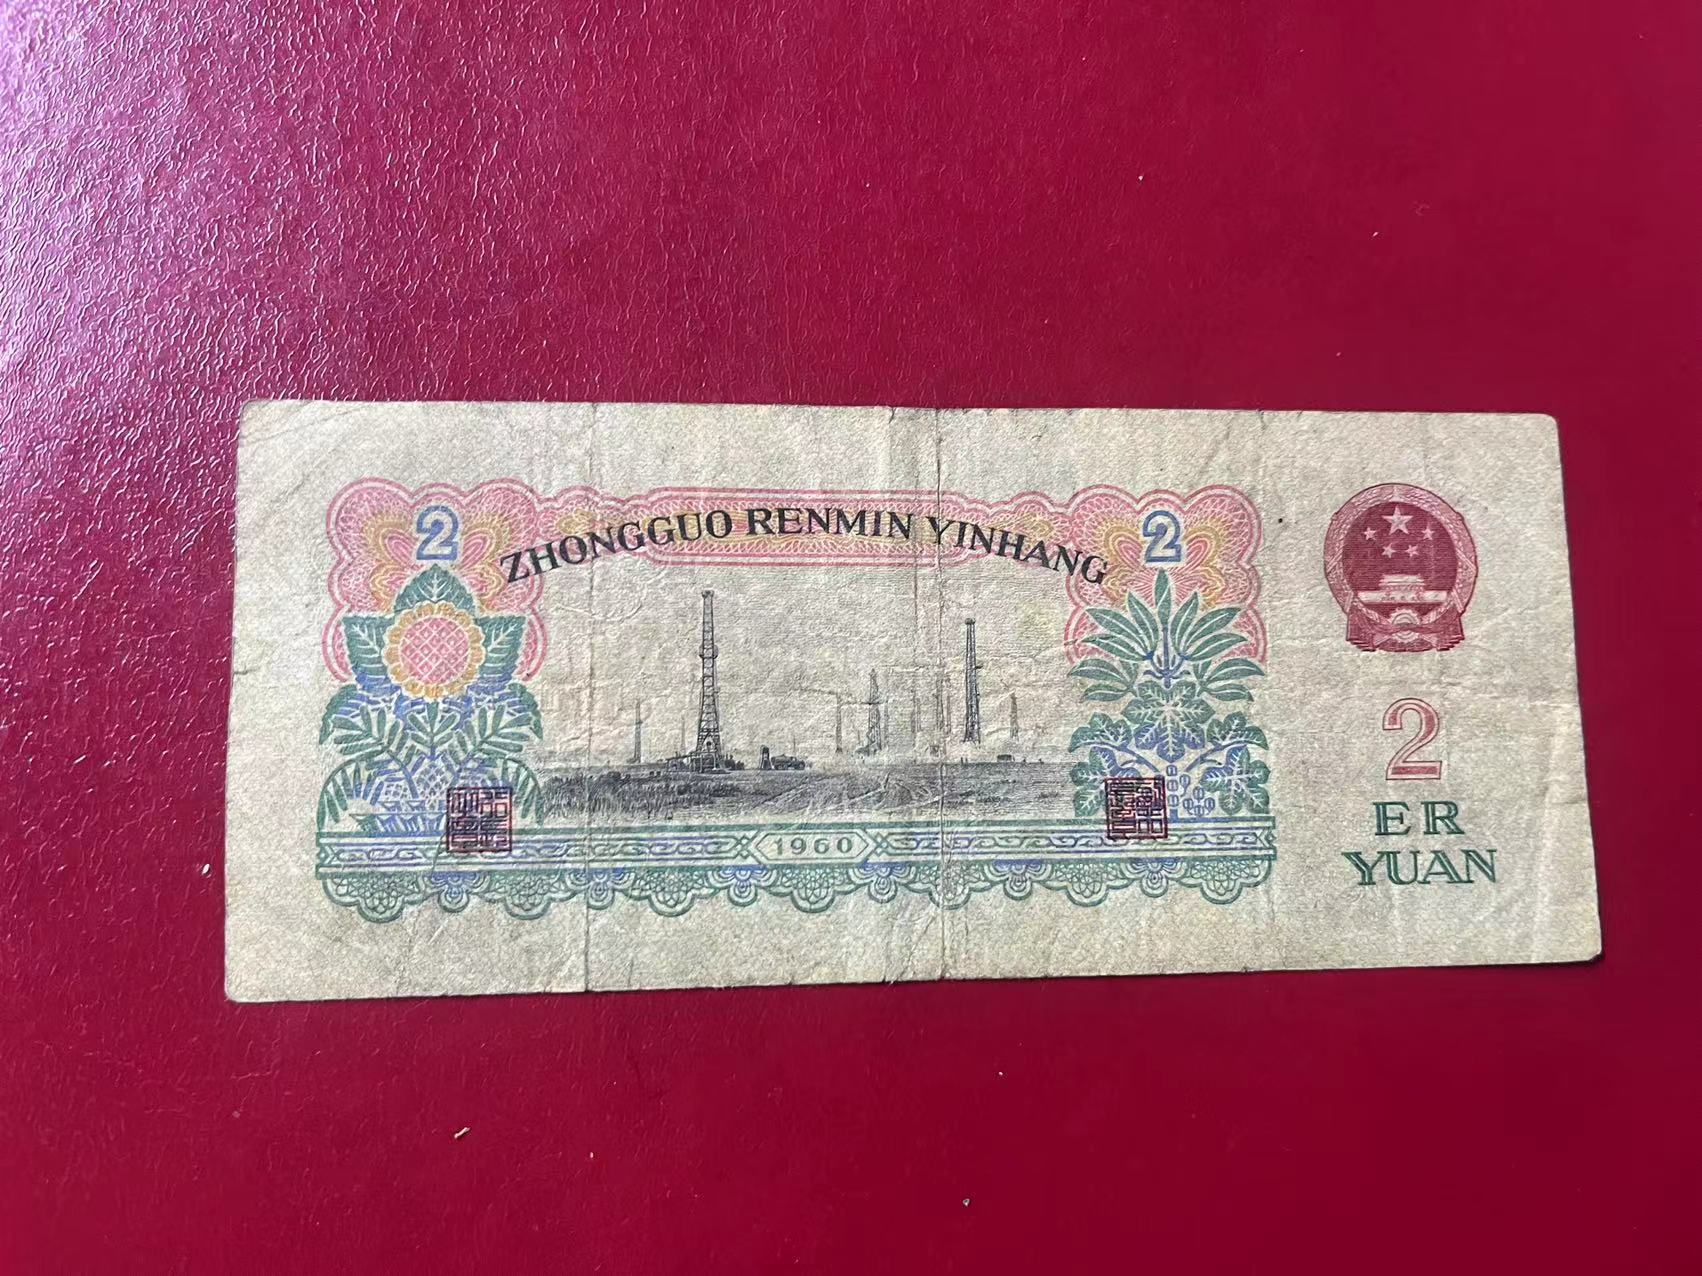 2
ZHONGGUO RENMIN YINHANG
2
1960
2
ER
YUAN